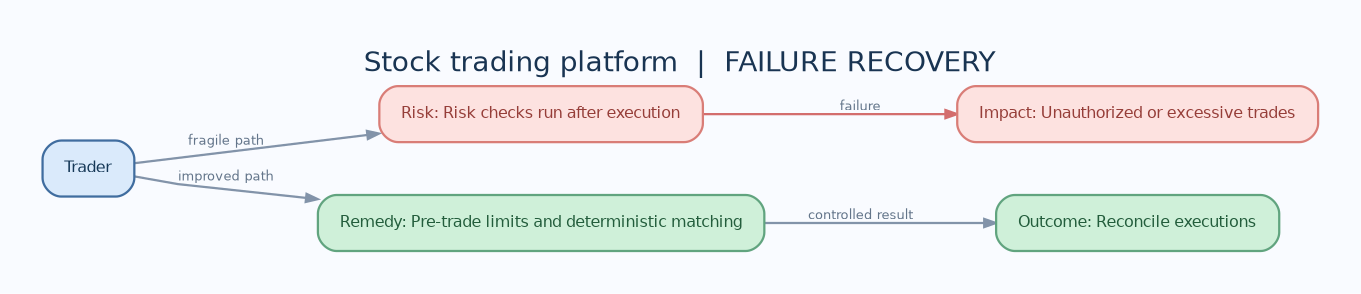 Stock trading platform | FAILURE RECOVERY
Risk: Risk checks run after execution
failure
Impact: Unauthorized or excessive trades
fragile path
Trader
improved path
Remedy: Pre-trade limits and deterministic matching
controlled result
Outcome: Reconcile executions